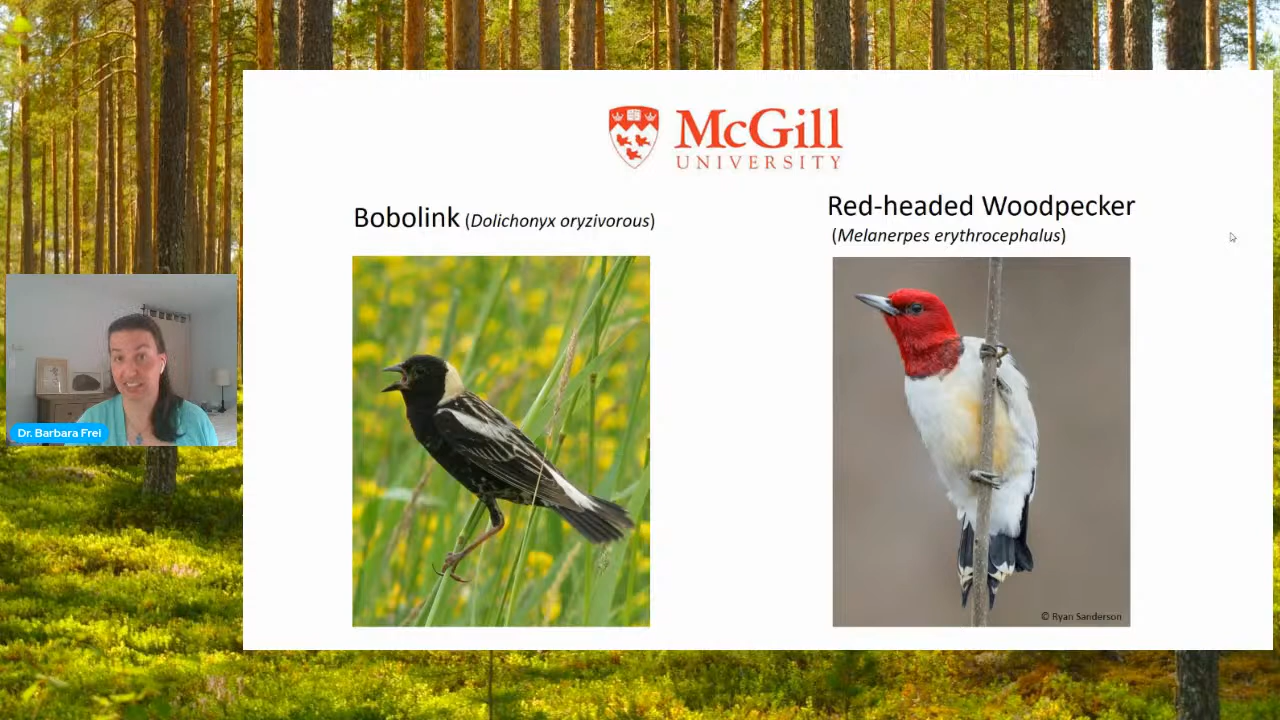 McGill
UNIVERSITY
Bobolink (Dolichonyx oryzivorous)
Red-headed Woodpecker
(Melanerpes erythrocephalus)
Dr. Barbara Frei
© Ryan Sanderson